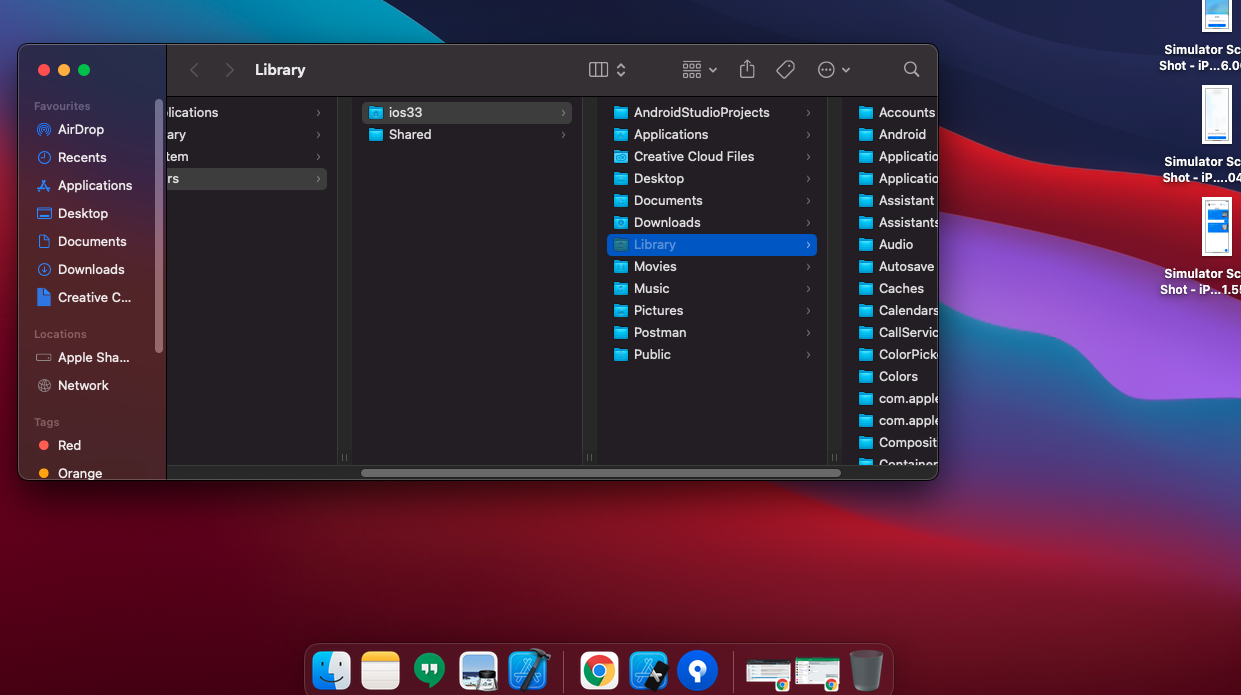 Library
Favourites
AirDrop
Recents
Applications
Desktop
Documents
Downloads
Creative C...
Locations
Apple Sha...
Network
Tags
Red
Orange
lications
ary
tem
rs
ios33
Shared
AndroidStudioProjects
Applications
Creative Cloud Files
Desktop
Documents
Downloads
Library
Movies
Music
Pictures
Postman
Public
Accounts
Android
Applicatio
Applicatio
Assistant
Assistants
Audio
Autosave
Caches
Calendars
CallServic
ColorPick
Colors
com.apple
com.apple
Composit
Container
Simulator Sc
Shot - iP...6.0
Simulator Sc
Shot - iP....04
Simulator Sc
Shot - iP...1.55